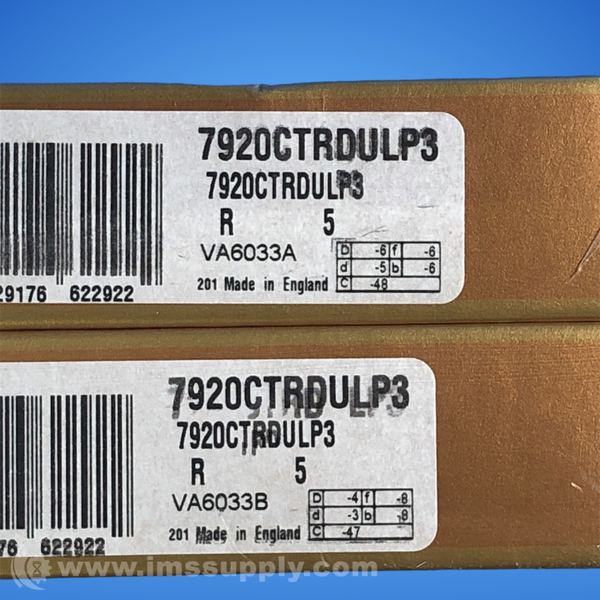 7920CTRDULP3
7920CTRDULP3
R 5
VA6033A
D -6 f -6
d -5 b -6
C -48
201 Made in England
29176 622922
7920CTRDULP3
7920CTRDULP3
R 5
VA6033B
D -4 f -8
d -3 b -8
C -47
201 Made in England
76 622922
© www.imssupply.com/